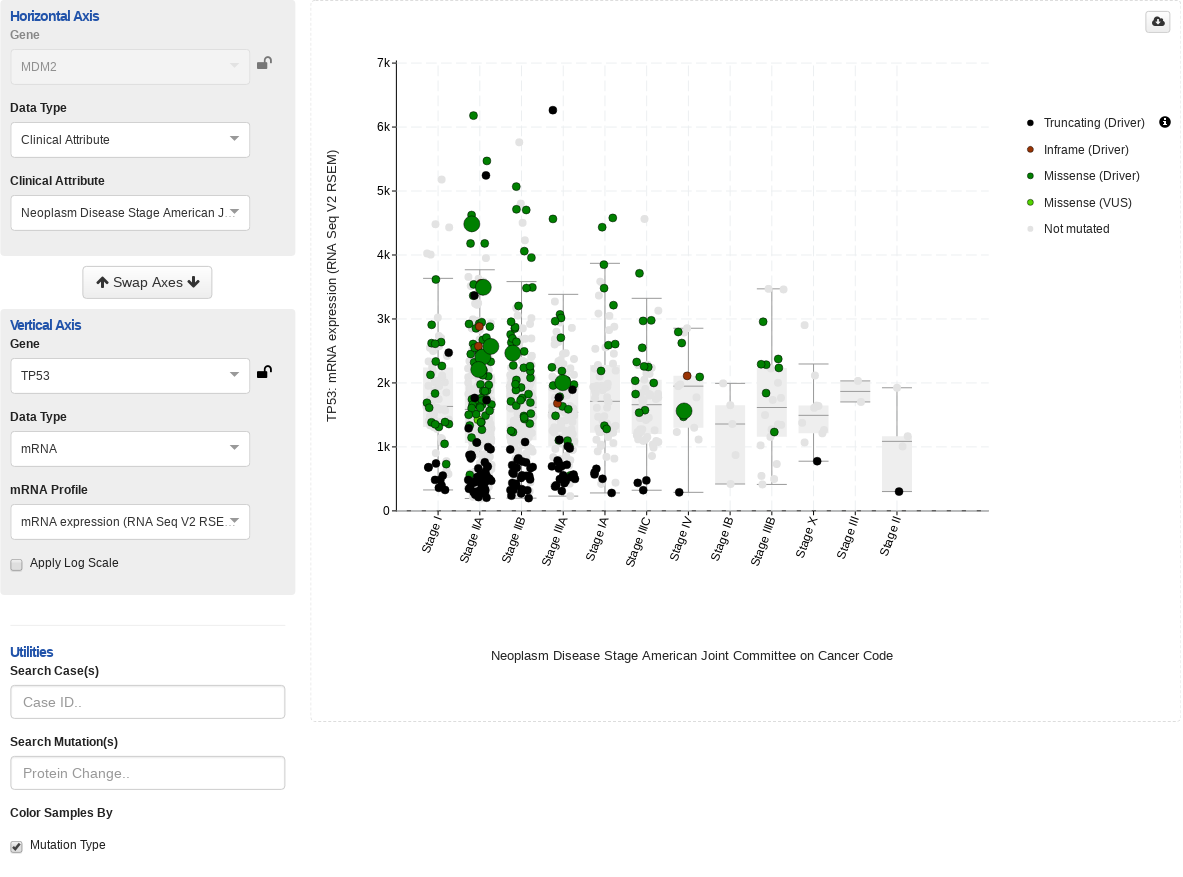 Horizontal Axis
Gene
MDM2
Data Type
Clinical Attribute
Clinical Attribute
Neoplasm Disease Stage American J...
Swap Axes
Vertical Axis
Gene
TP53
Data Type
mRNA
mRNA Profile
mRNA expression (RNA Seq V2 RSE...
Apply Log Scale
Utilities
Search Case(s)
Case ID..
Search Mutation(s)
Protein Change..
Color Samples By
Mutation Type
TP53: mRNA expression (RNA Seq V2 RSEM)
7k
6k
5k
4k
3k
2k
1k
0
Stage I
Stage IIA
Stage IIB
Stage IIIA
Stage IA
Stage IIIC
Stage IV
Stage IB
Stage IIIB
Stage X
Stage III
Stage II
Neoplasm Disease Stage American Joint Committee on Cancer Code
Truncating (Driver)
Inframe (Driver)
Missense (Driver)
Missense (VUS)
Not mutated